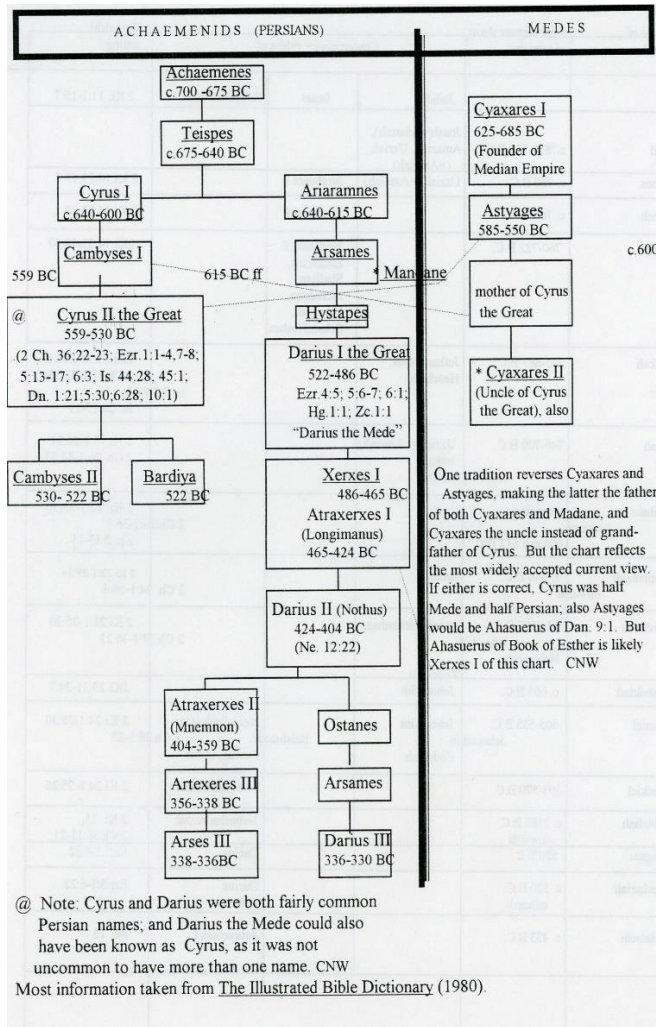 ACHAEMENIDS (PERSIANS)
MEDES
Achaemenes
c.700 -675 BC
Teispes
c.675-640 BC
Cyrus I
c.640-600 BC
Ariaramnes
c.640-615 BC
Cambyses I
Arsames
559 BC
615 BC ff
* Mandane
@ Cyrus II the Great
559-530 BC
(2 Ch. 36:22-23; Ezr.1:1-4,7-8;
5:13-17; 6:3; Is. 44:28; 45:1;
Dn. 1:21;5:30;6:28; 10:1)
Hystapes
Darius I the Great
522-486 BC
Ezr.4:5; 5:6-7; 6:1;
Hg.1:1; Zc.1:1
“Darius the Mede”
Cambyses II
530- 522 BC
Bardiya
522 BC
Xerxes I
486-465 BC
Atraxerxes I
(Longimanus)
465-424 BC
Darius II (Nothus)
424-404 BC
(Ne. 12:22)
Atraxerxes II
(Mnemnon)
404-359 BC
Ostanes
Artexeres III
356-338 BC
Arsames
Arses III
338-336BC
Darius III
336-330 BC
Cyaxares I
625-685 BC
(Founder of
Median Empire
Astyages
585-550 BC
c.600
mother of Cyrus
the Great
* Cyaxares II
(Uncle of Cyrus
the Great), also
One tradition reverses Cyaxares and
Astyages, making the latter the father
of both Cyaxares and Madane, and
Cyaxares the uncle instead of grand-
father of Cyrus. But the chart reflects
the most widely accepted current view.
If either is correct, Cyrus was half
Mede and half Persian; also Astyages
would be Ahasuerus of Dan. 9:1. But
Ahasuerus of Book of Esther is likely
Xerxes I of this chart. CNW
@ Note: Cyrus and Darius were both fairly common
Persian names; and Darius the Mede could also
have been known as Cyrus, as it was not
uncommon to have more than one name. CNW
Most information taken from The Illustrated Bible Dictionary (1980).